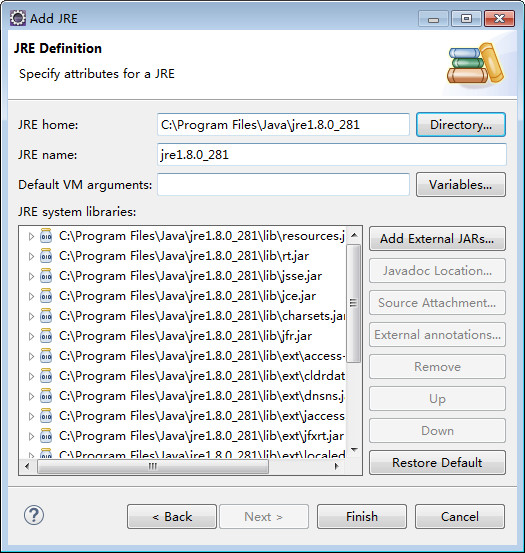 Add JRE
JRE Definition
Specify attributes for a JRE
JRE home:
C:\Program Files\Java\jre1.8.0_281
Directory...
JRE name:
jre1.8.0_281
Default VM arguments:
Variables...
JRE system libraries:
C:\Program Files\Java\jre1.8.0_281\lib\resources.j
C:\Program Files\Java\jre1.8.0_281\lib\rt.jar
C:\Program Files\Java\jre1.8.0_281\lib\jsse.jar
C:\Program Files\Java\jre1.8.0_281\lib\jce.jar
C:\Program Files\Java\jre1.8.0_281\lib\charsets.jar
C:\Program Files\Java\jre1.8.0_281\lib\jfr.jar
C:\Program Files\Java\jre1.8.0_281\lib\ext\access-
C:\Program Files\Java\jre1.8.0_281\lib\ext\cldrdat
C:\Program Files\Java\jre1.8.0_281\lib\ext\dnsns.j
C:\Program Files\Java\jre1.8.0_281\lib\ext\jaccess
C:\Program Files\Java\jre1.8.0_281\lib\ext\jfxrt.jar
C:\Program Files\Java\jre1.8.0_281\lib\ext\localed
Add External JARs...
Javadoc Location...
Source Attachment...
External annotations...
Remove
Up
Down
Restore Default
?
< Back
Next >
Finish
Cancel